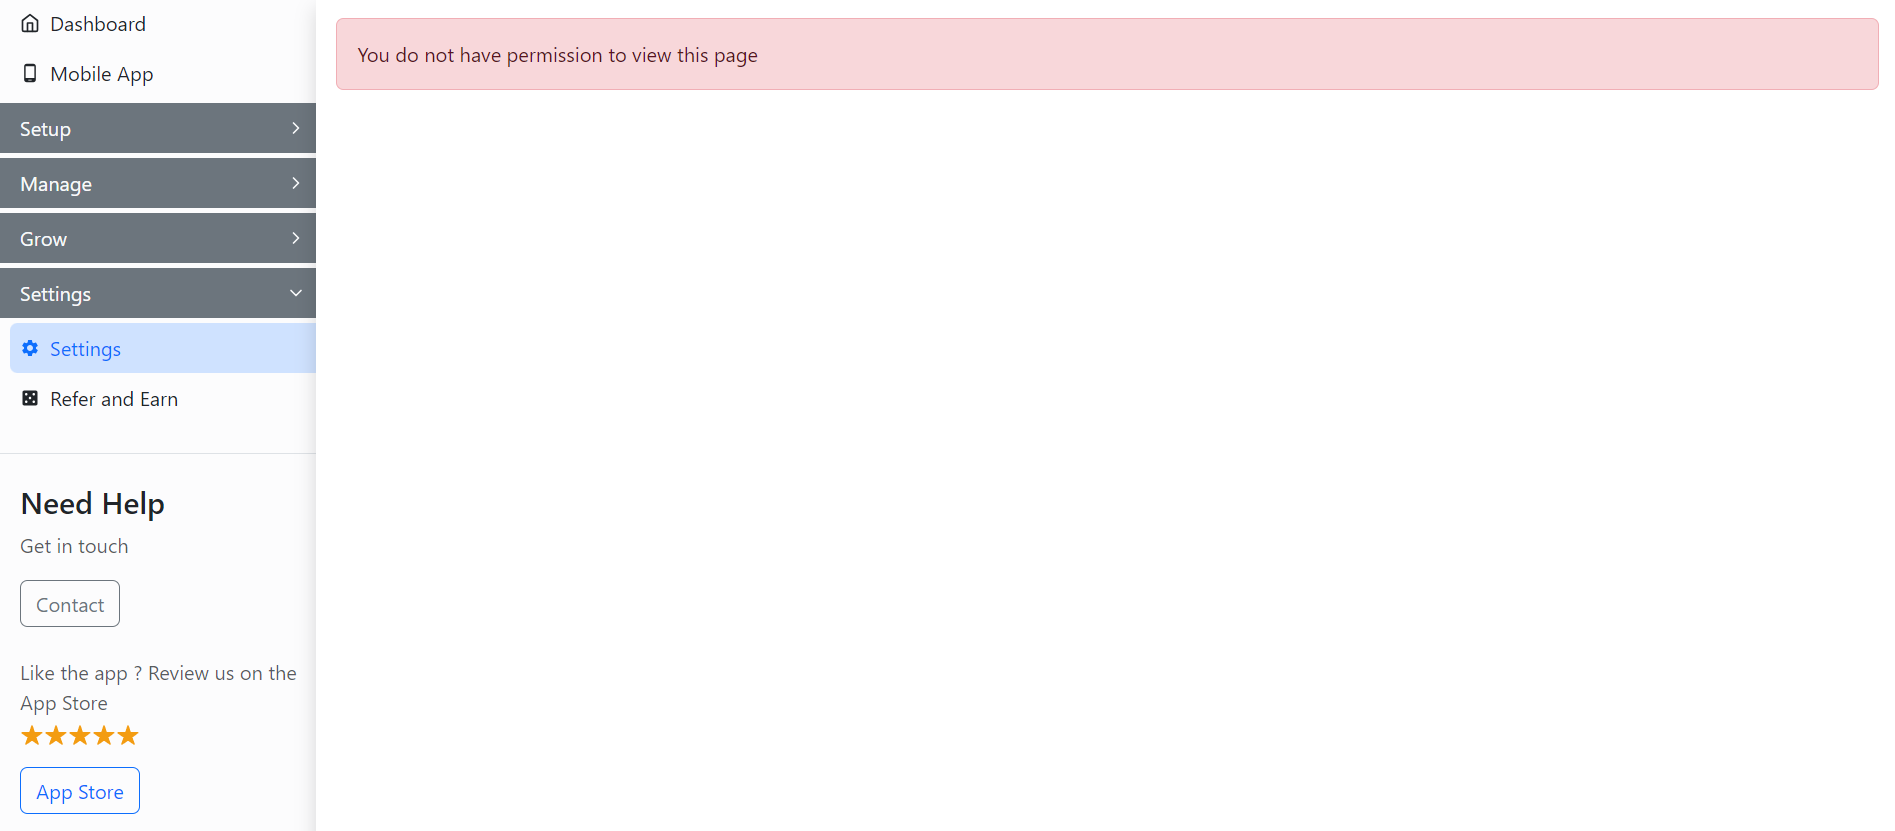 Dashboard
Mobile App
Setup
Manage
Grow
Settings
Settings
Refer and Earn
Need Help
Get in touch
Contact
Like the app ? Review us on the
App Store
App Store
You do not have permission to view this page